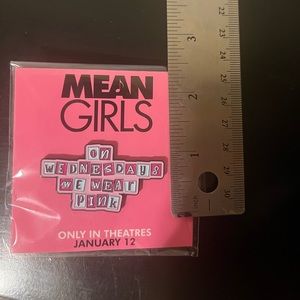 MEAN
GIRLS
ON
WEDNESDAYS
WE WEAR
PINK
ONLY IN THEATRES
JANUARY 12
3
2
1